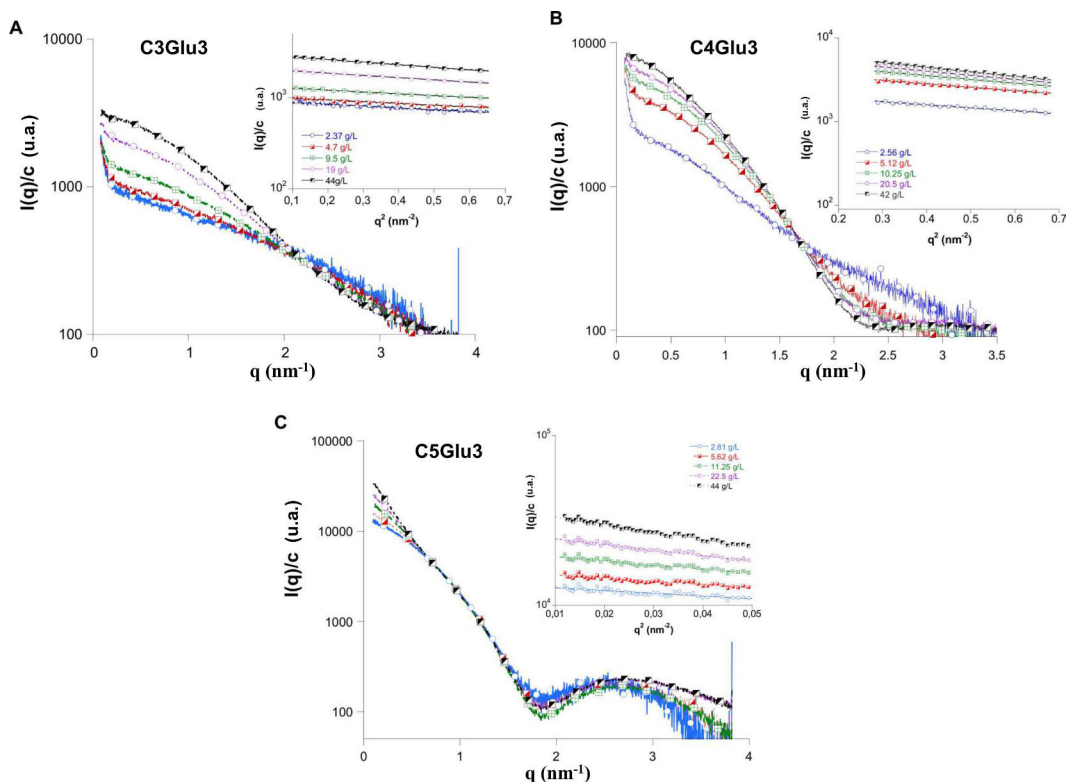 A
C3Glu3
I(q)/c (u.a.)
10000
1000
100
0
1
2
3
4
q (nm-1)
I(q)/c (u.a.)
10³
10²
0,1
0,2
0,3
0,4
0,5
0,6
0,7
q² (nm-2)
2.37 g/L
4.7 g/L
9.5 g/L
19 g/L
44g/L
B
C4Glu3
I(q)/c (u.a.)
10000
1000
100
0
0.5
1
1.5
2
2.5
3
3.5
q (nm-1)
I(q)/c (u.a.)
10⁴
10³
10²
0.2
0.3
0.4
0.5
0.6
0.7
q² (nm-2)
2.56 g/L
5.12 g/L
10.25 g/L
20.5 g/L
42 g/L
C
C5Glu3
I(q)/c (u.a.)
100000
10000
1000
100
0
1
2
3
4
q (nm-1)
I(q)/c (u.a.)
10⁵
10⁴
0,01
0,02
0,03
0,04
0,05
q² (nm-2)
2.81 g/L
5.62 g/L
11.25 g/L
22.5 g/L
44 g/L